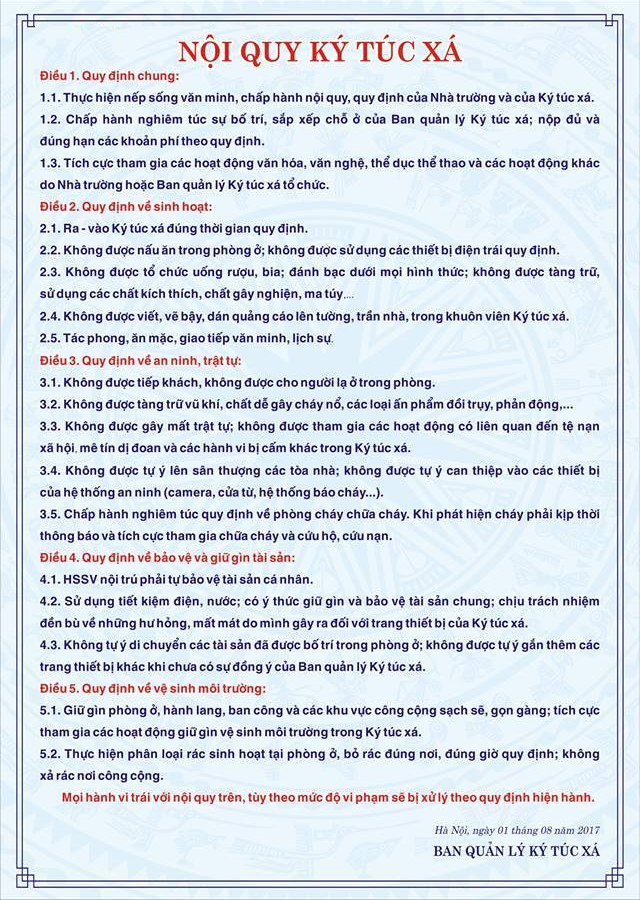 NỘI QUY KÝ TÚC XÁ
Điều 1. Quy định chung:
1.1. Thực hiện nếp sống văn minh, chấp hành nội quy, quy định của Nhà trường và của Ký túc xá.
1.2. Chấp hành nghiêm túc sự bố trí, sắp xếp chỗ ở của Ban quản lý Ký túc xá; nộp đủ và
đúng hạn các khoản phí theo quy định.
1.3. Tích cực tham gia các hoạt động văn hóa, văn nghệ, thể dục thể thao và các hoạt động khác
do Nhà trường hoặc Ban quản lý Ký túc xá tổ chức.
Điều 2. Quy định về sinh hoạt:
2.1. Ra - vào Ký túc xá đúng thời gian quy định.
2.2. Không được nấu ăn trong phòng ở; không được sử dụng các thiết bị điện trái quy định.
2.3. Không được tổ chức uống rượu, bia; đánh bạc dưới mọi hình thức; không được tàng trữ,
sử dụng các chất kích thích, chất gây nghiện, ma túy,...
2.4. Không được viết, vẽ bậy, dán quảng cáo lên tường, trần nhà, trong khuôn viên Ký túc xá.
2.5. Tác phong, ăn mặc, giao tiếp văn minh, lịch sự.
Điều 3. Quy định về an ninh, trật tự:
3.1. Không được tiếp khách, không được cho người lạ ở trong phòng.
3.2. Không được tàng trữ vũ khí, chất dễ gây cháy nổ, các loại ấn phẩm đồi trụy, phản động,...
3.3. Không được gây mất trật tự; không được tham gia các hoạt động có liên quan đến tệ nạn
xã hội, mê tín dị đoan và các hành vi bị cấm khác trong Ký túc xá.
3.4. Không được tự ý lên sân thượng các tòa nhà; không được tự ý can thiệp vào các thiết bị
của hệ thống an ninh (camera, cửa từ, hệ thống báo cháy...).
3.5. Chấp hành nghiêm túc quy định về phòng cháy chữa cháy. Khi phát hiện cháy phải kịp thời
thông báo và tích cực tham gia chữa cháy và cứu hộ, cứu nạn.
Điều 4. Quy định về bảo vệ và giữ gìn tài sản:
4.1. HSSV nội trú phải tự bảo vệ tài sản cá nhân.
4.2. Sử dụng tiết kiệm điện, nước; có ý thức giữ gìn và bảo vệ tài sản chung; chịu trách nhiệm
đền bù về những hư hỏng, mất mát do mình gây ra đối với trang thiết bị của Ký túc xá.
4.3. Không tự ý di chuyển các tài sản đã được bố trí trong phòng ở; không được tự ý gắn thêm các
trang thiết bị khác khi chưa có sự đồng ý của Ban quản lý Ký túc xá.
Điều 5. Quy định về vệ sinh môi trường:
5.1. Giữ gìn phòng ở, hành lang, ban công và các khu vực công cộng sạch sẽ, gọn gàng; tích cực
tham gia các hoạt động giữ gìn vệ sinh môi trường trong Ký túc xá.
5.2. Thực hiện phân loại rác sinh hoạt tại phòng ở, bỏ rác đúng nơi, đúng giờ quy định; không
xả rác nơi công cộng.
Mọi hành vi trái với nội quy trên, tùy theo mức độ vi phạm sẽ bị xử lý theo quy định hiện hành.
Hà Nội, ngày 01 tháng 08 năm 2017
BAN QUẢN LÝ KÝ TÚC XÁ